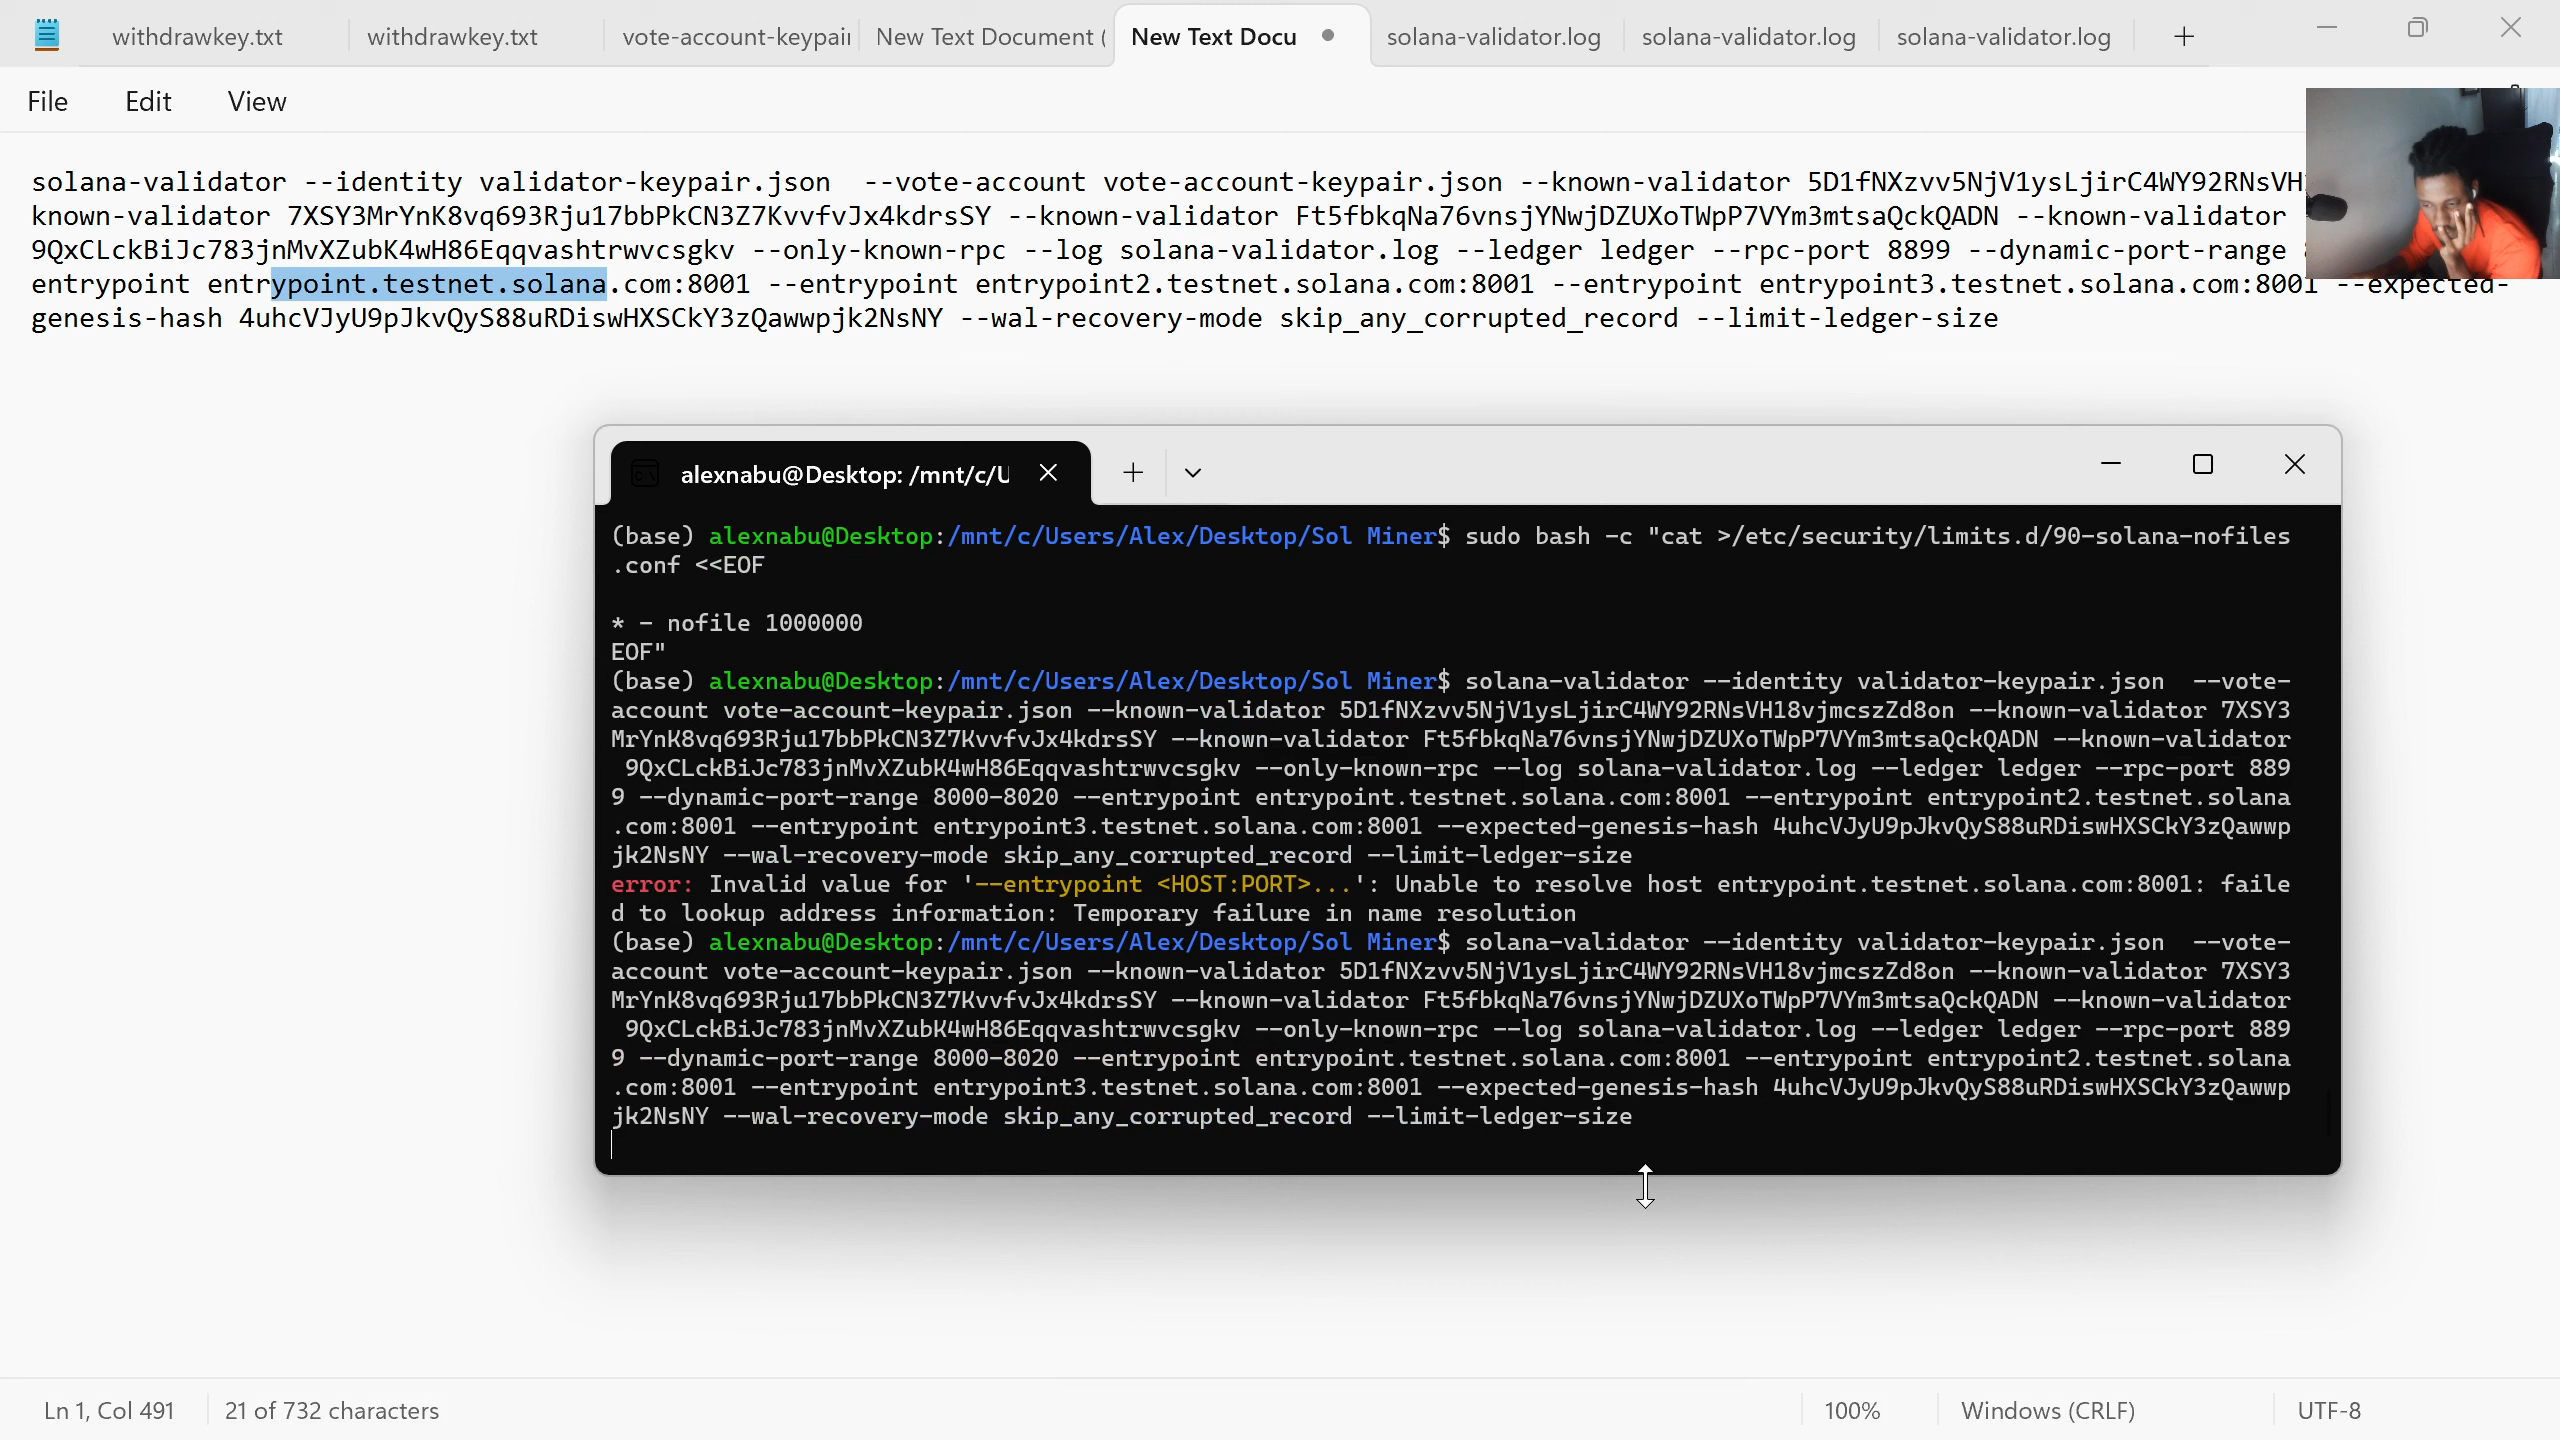 withdrawkey.txt withdrawkey.txt vote-account-keypair New Text Document ( New Text Docu solana-validator.log solana-validator.log solana-validator.log
File Edit View
solana-validator --identity validator-keypair.json  --vote-account vote-account-keypair.json --known-validator 5D1fNXzvv5NjV1ysLjirC4WY92RNsVH
known-validator 7XSY3MrYnK8vq693Rju17bbPkCN3Z7KvvfvJx4kdrsSY --known-validator Ft5fbkqNa76vnsjYNwjDZUXoTWpP7VYm3mtsaQckQADN --known-validator
9QxCLckBiJc783jnMvXZubK4wH86Eqqvashtrwvcsgkv --only-known-rpc --log solana-validator.log --ledger ledger --rpc-port 8899 --dynamic-port-range
entrypoint entrypoint.testnet.solana.com:8001 --entrypoint entrypoint2.testnet.solana.com:8001 --entrypoint entrypoint3.testnet.solana.com:8001 --expected-
genesis-hash 4uhcVJyU9pJkvQyS88uRDiswHXSCkY3zQawwpjk2NsNY --wal-recovery-mode skip_any_corrupted_record --limit-ledger-size
alexnabu@Desktop: /mnt/c/U
(base) alexnabu@Desktop:/mnt/c/Users/Alex/Desktop/Sol Miner$ sudo bash -c "cat >/etc/security/limits.d/90-solana-nofiles
.conf <<EOF
* - nofile 1000000
EOF"
(base) alexnabu@Desktop:/mnt/c/Users/Alex/Desktop/Sol Miner$ solana-validator --identity validator-keypair.json  --vote-
account vote-account-keypair.json --known-validator 5D1fNXzvv5NjV1ysLjirC4WY92RNsVH18vjmcszZd8on --known-validator 7XSY3
MrYnK8vq693Rju17bbPkCN3Z7KvvfvJx4kdrsSY --known-validator Ft5fbkqNa76vnsjYNwjDZUXoTWpP7VYm3mtsaQckQADN --known-validator
9QxCLckBiJc783jnMvXZubK4wH86Eqqvashtrwvcsgkv --only-known-rpc --log solana-validator.log --ledger ledger --rpc-port 889
9 --dynamic-port-range 8000-8020 --entrypoint entrypoint.testnet.solana.com:8001 --entrypoint entrypoint2.testnet.solana
.com:8001 --entrypoint entrypoint3.testnet.solana.com:8001 --expected-genesis-hash 4uhcVJyU9pJkvQyS88uRDiswHXSCkY3zQawwp
jk2NsNY --wal-recovery-mode skip_any_corrupted_record --limit-ledger-size
error: Invalid value for '--entrypoint <HOST:PORT>...': Unable to resolve host entrypoint.testnet.solana.com:8001: faile
d to lookup address information: Temporary failure in name resolution
(base) alexnabu@Desktop:/mnt/c/Users/Alex/Desktop/Sol Miner$ solana-validator --identity validator-keypair.json  --vote-
account vote-account-keypair.json --known-validator 5D1fNXzvv5NjV1ysLjirC4WY92RNsVH18vjmcszZd8on --known-validator 7XSY3
MrYnK8vq693Rju17bbPkCN3Z7KvvfvJx4kdrsSY --known-validator Ft5fbkqNa76vnsjYNwjDZUXoTWpP7VYm3mtsaQckQADN --known-validator
9QxCLckBiJc783jnMvXZubK4wH86Eqqvashtrwvcsgkv --only-known-rpc --log solana-validator.log --ledger ledger --rpc-port 889
9 --dynamic-port-range 8000-8020 --entrypoint entrypoint.testnet.solana.com:8001 --entrypoint entrypoint2.testnet.solana
.com:8001 --entrypoint entrypoint3.testnet.solana.com:8001 --expected-genesis-hash 4uhcVJyU9pJkvQyS88uRDiswHXSCkY3zQawwp
jk2NsNY --wal-recovery-mode skip_any_corrupted_record --limit-ledger-size
Ln 1, Col 491 21 of 732 characters 100% Windows (CRLF) UTF-8